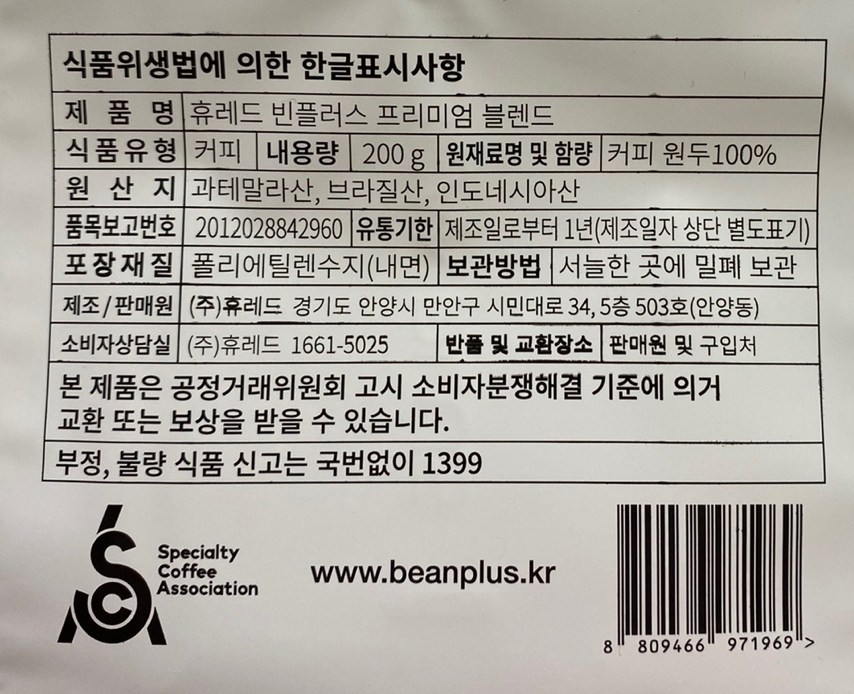 식품위생법에 의한 한글표시사항
제 품 명 휴레드 빈플러스 프리미엄 블렌드
식품유형 커피 내용량 200 g 원재료명 및 함량 커피 원두100%
원 산 지 과테말라산, 브라질산, 인도네시아산
품목보고번호 2012028842960 유통기한 제조일로부터 1년(제조일자 상단 별도표기)
포장재질 폴리에틸렌수지(내면) 보관방법 서늘한 곳에 밀폐 보관
제조/판매원 (주)휴레드 경기도 안양시 만안구 시민대로 34, 5층 503호(안양동)
소비자상담실 (주)휴레드 1661-5025 반품 및 교환장소 판매원 및 구입처
본 제품은 공정거래위원회 고시 소비자분쟁해결 기준에 의거
교환 또는 보상을 받을 수 있습니다.
부정, 불량 식품 신고는 국번없이 1399
SCA
Specialty
Coffee
Association
www.beanplus.kr
8 809466 971969 >